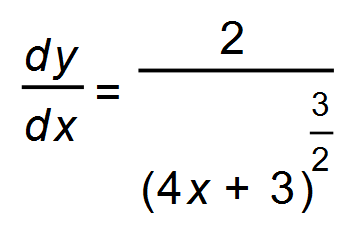 dy/dx = 2/(4x + 3)^(3/2)